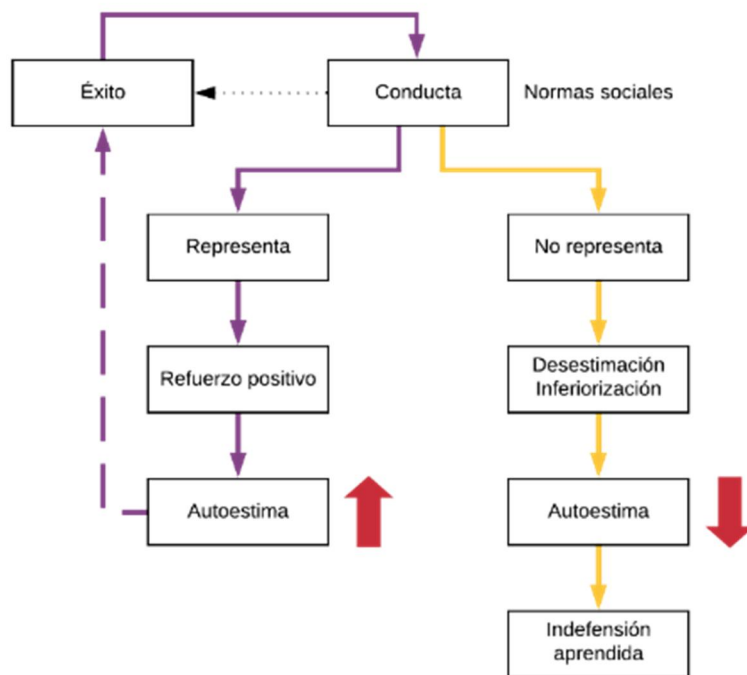 Éxito
Conducta
Normas sociales
Representa
No representa
Refuerzo positivo
Desestimación
Inferiorización
Autoestima
Autoestima
Indefensión
aprendida